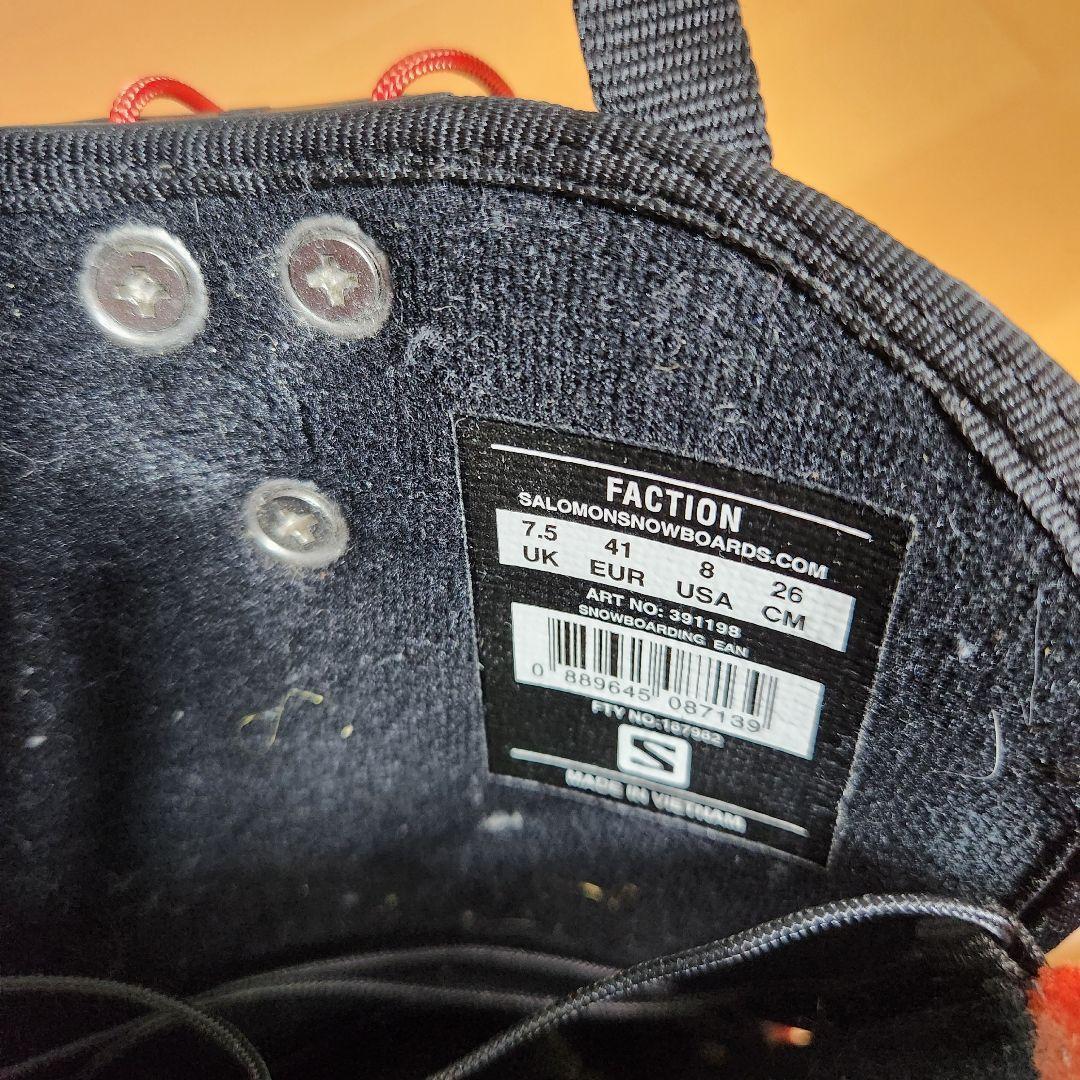 FACTION
SALOMONSNOWBOARDS.COM
7.5 41 8 26
UK EUR USA CM
ART NO: 391198
SNOWBOARDING EAN
0 889645 087139
FTY NO:167982
MADE IN VIETNAM